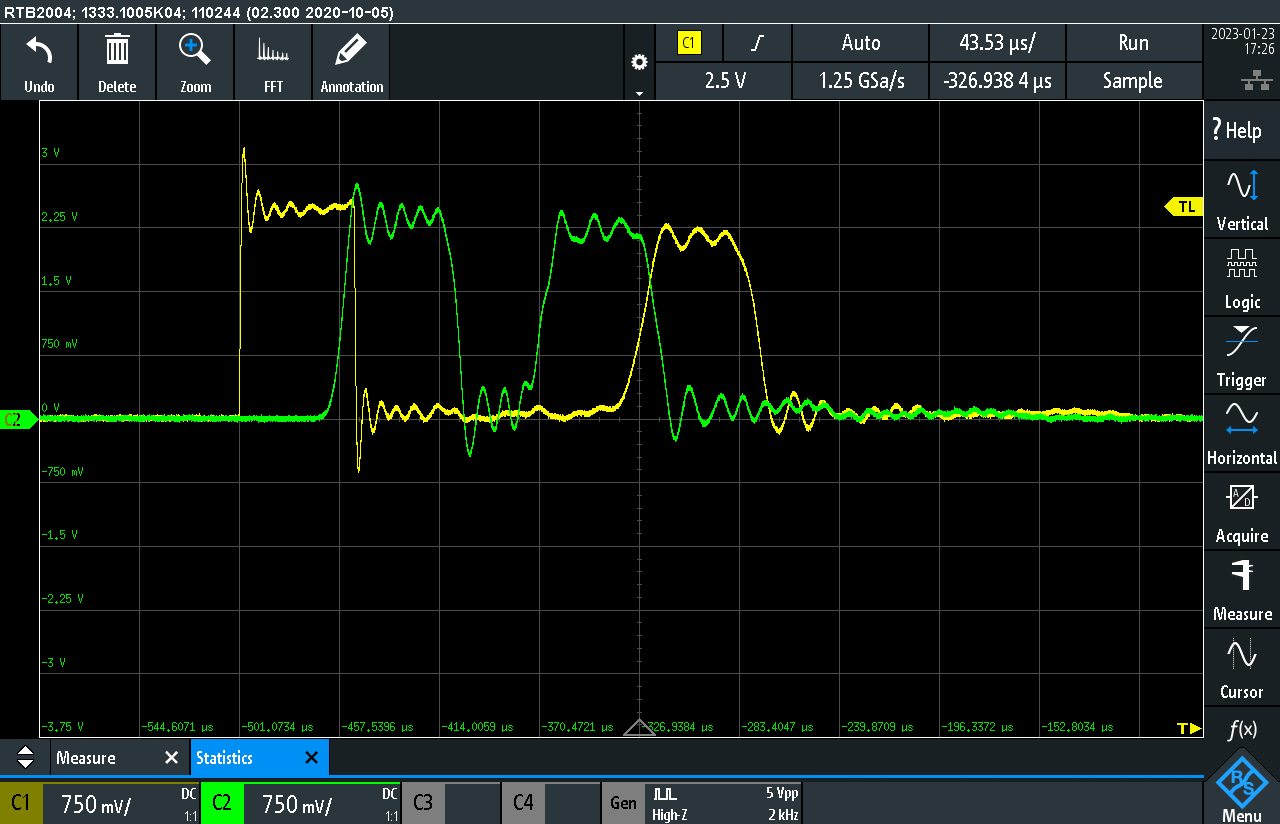 RTB2004; 1333.1005K04; 110244 (02.300 2020-10-05)
Undo
Delete
Zoom
FFT
Annotation
C1
Auto
43.53 µs/
Run
2.5 V
1.25 GSa/s
-326.938 4 µs
Sample
2023-01-23
17:26
? Help
Vertical
Logic
Trigger
Horizontal
Acquire
A/D
Measure
Cursor
f(x)
R&S
Menu
TL
3 V
2.25 V
1.5 V
750 mV
0 V
C2
-750 mV
-1.5 V
-2.25 V
-3 V
-3.75 V
-544.6071 µs
-501.0734 µs
-457.5396 µs
-414.0059 µs
-370.4721 µs
-326.9384 µs
-283.4047 µs
-239.8709 µs
-196.3372 µs
-152.8034 µs
T
Measure
Statistics
C1
750 mV/
DC
1:1
C2
750 mV/
DC
1:1
C3
C4
Gen
High-Z
5 Vpp
2 kHz